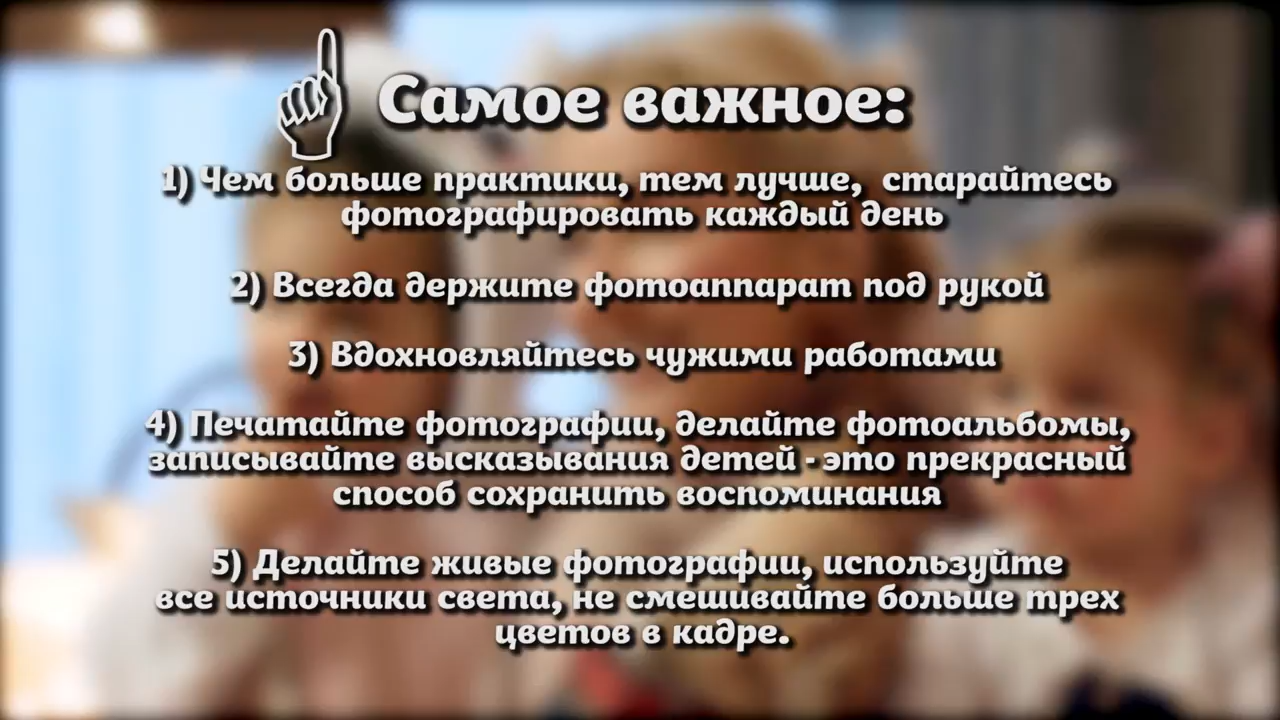 Самое важное:
1) Чем больше практики, тем лучше,  старайтесь
фотографировать каждый день
2) Всегда держите фотоаппарат под рукой
3) Вдохновляйтесь чужими работами
4) Печатайте фотографии, делайте фотоальбомы,
записывайте высказывания детей - это прекрасный
способ сохранить воспоминания
5) Делайте живые фотографии, используйте
все источники света, не смешивайте больше трех
цветов в кадре.